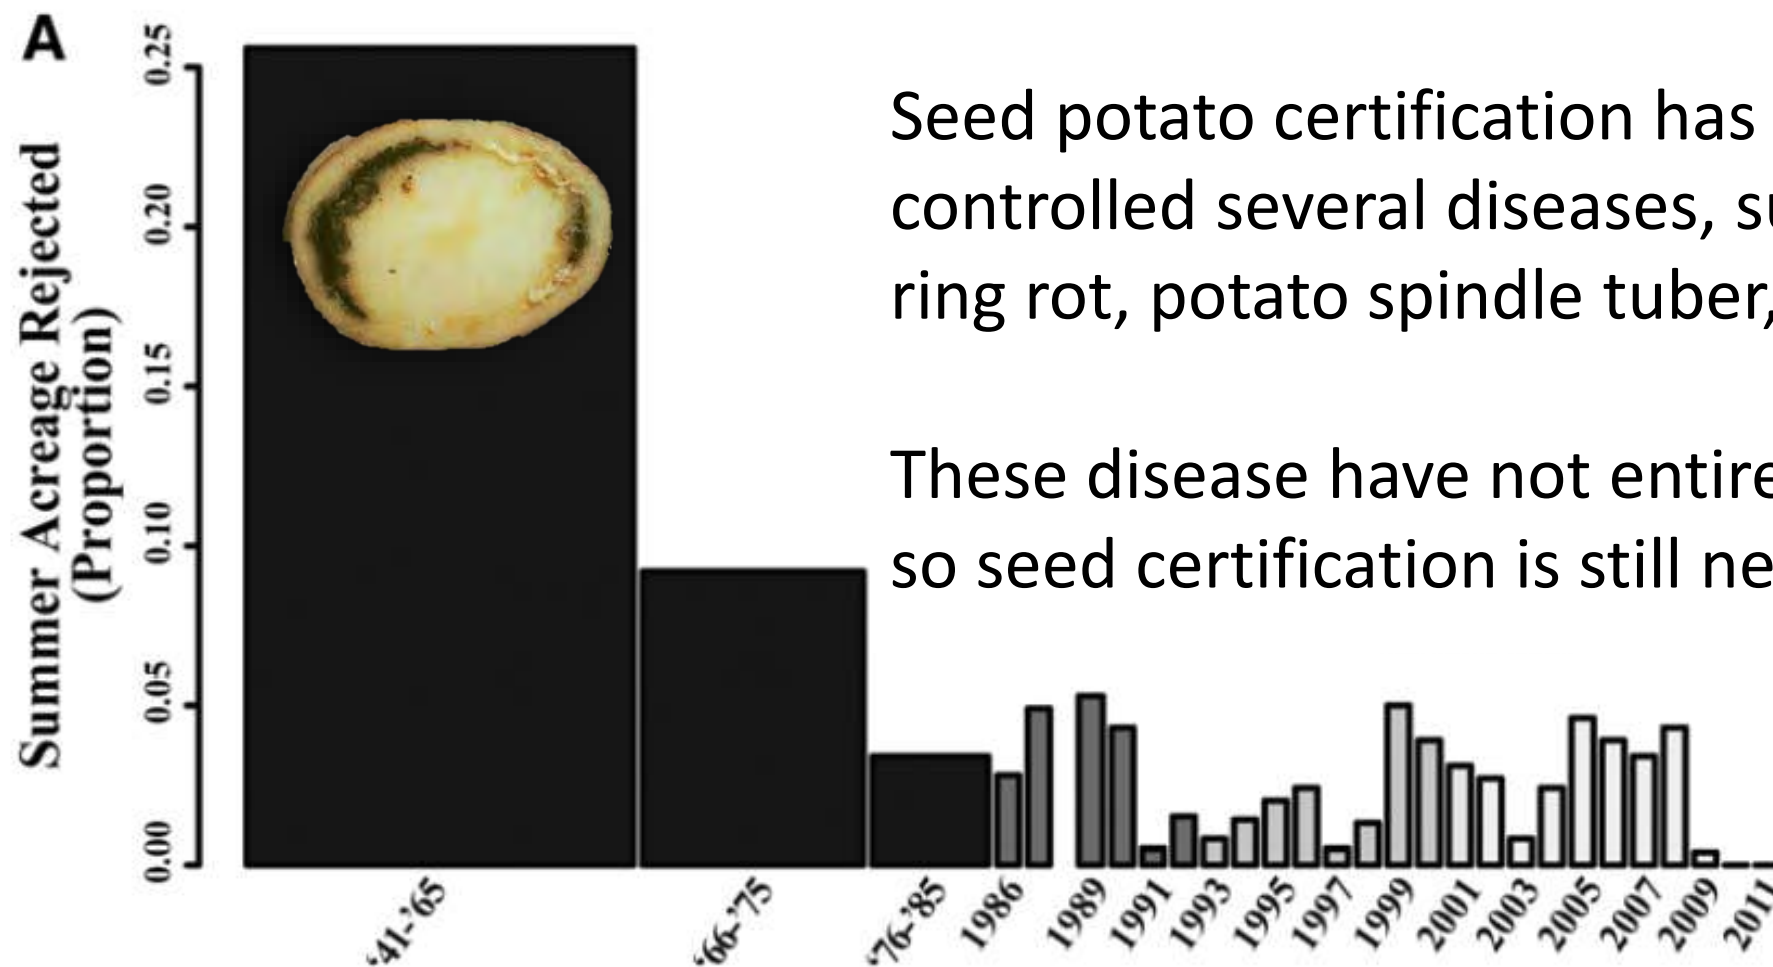 A
Summer Acreage Rejected
(Proportion)
0.25
0.20
0.15
0.10
0.05
0.00
Seed potato certification has
controlled several diseases, su
ring rot, potato spindle tuber,
These disease have not entire
so seed certification is still ne
‘41-’65
‘66-’75
‘76-’85
1986
1989
1991
1993
1995
1997
1999
2001
2003
2005
2007
2009
2011